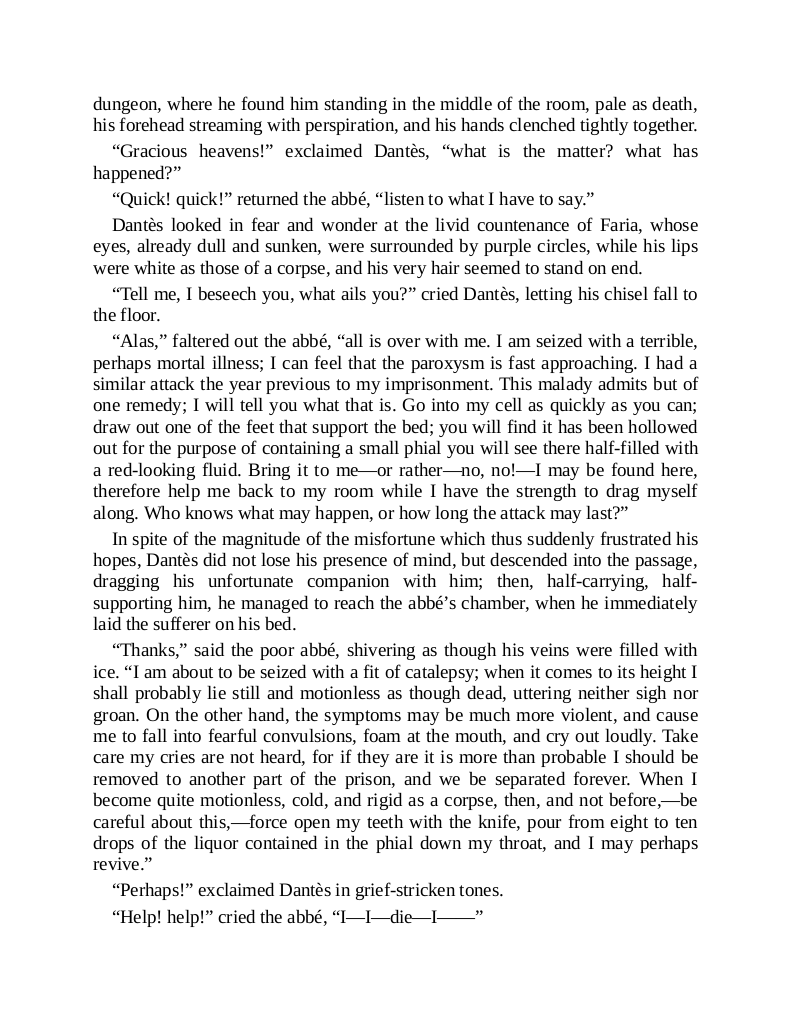 dungeon, where he found him standing in the middle of the room, pale as death,
his forehead streaming with perspiration, and his hands clenched tightly together.
“Gracious heavens!” exclaimed Dantès, “what is the matter? what has
happened?”
“Quick! quick!” returned the abbé, “listen to what I have to say.”
Dantès looked in fear and wonder at the livid countenance of Faria, whose
eyes, already dull and sunken, were surrounded by purple circles, while his lips
were white as those of a corpse, and his very hair seemed to stand on end.
“Tell me, I beseech you, what ails you?” cried Dantès, letting his chisel fall to
the floor.
“Alas,” faltered out the abbé, “all is over with me. I am seized with a terrible,
perhaps mortal illness; I can feel that the paroxysm is fast approaching. I had a
similar attack the year previous to my imprisonment. This malady admits but of
one remedy; I will tell you what that is. Go into my cell as quickly as you can;
draw out one of the feet that support the bed; you will find it has been hollowed
out for the purpose of containing a small phial you will see there half-filled with
a red-looking fluid. Bring it to me—or rather—no, no!—I may be found here,
therefore help me back to my room while I have the strength to drag myself
along. Who knows what may happen, or how long the attack may last?”
In spite of the magnitude of the misfortune which thus suddenly frustrated his
hopes, Dantès did not lose his presence of mind, but descended into the passage,
dragging his unfortunate companion with him; then, half-carrying, half-
supporting him, he managed to reach the abbé’s chamber, when he immediately
laid the sufferer on his bed.
“Thanks,” said the poor abbé, shivering as though his veins were filled with
ice. “I am about to be seized with a fit of catalepsy; when it comes to its height I
shall probably lie still and motionless as though dead, uttering neither sigh nor
groan. On the other hand, the symptoms may be much more violent, and cause
me to fall into fearful convulsions, foam at the mouth, and cry out loudly. Take
care my cries are not heard, for if they are it is more than probable I should be
removed to another part of the prison, and we be separated forever. When I
become quite motionless, cold, and rigid as a corpse, then, and not before,—be
careful about this,—force open my teeth with the knife, pour from eight to ten
drops of the liquor contained in the phial down my throat, and I may perhaps
revive.”
“Perhaps!” exclaimed Dantès in grief-stricken tones.
“Help! help!” cried the abbé, “I—I—die—I——”